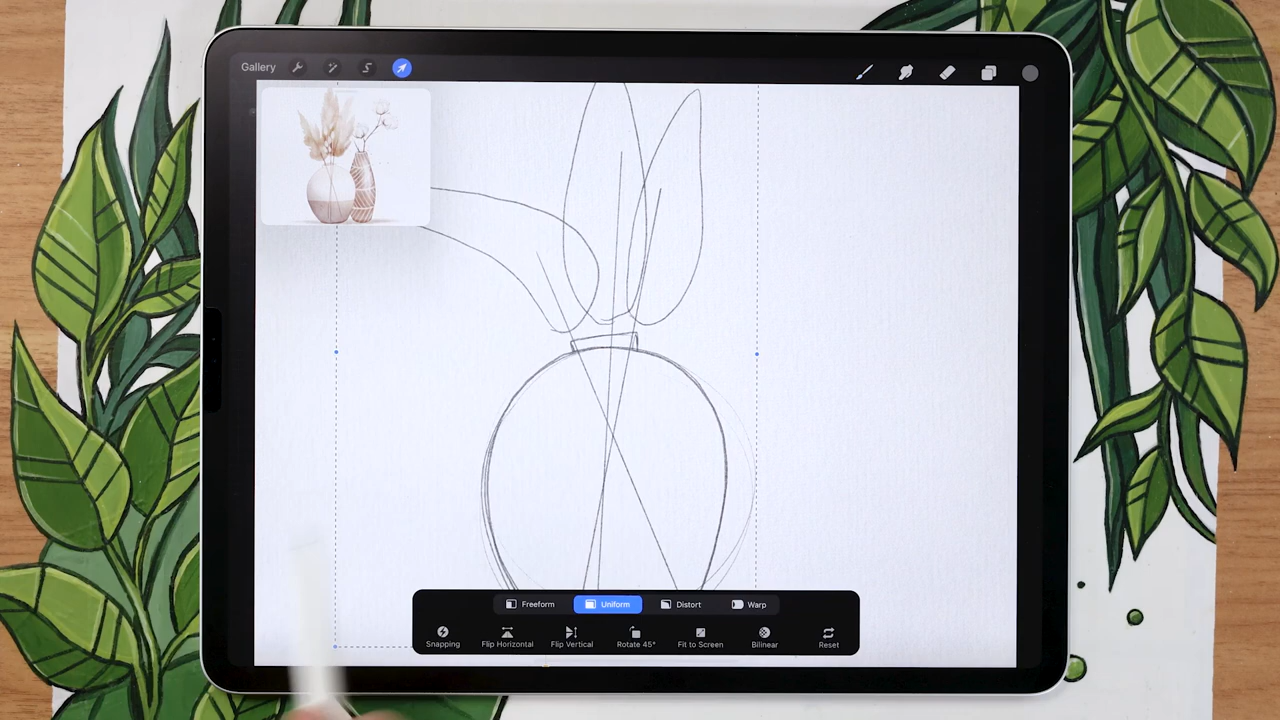 Gallery
Freeform Uniform Distort Warp
Snapping Flip Horizontal Flip Vertical Rotate 45° Fit to Screen Bilinear Reset